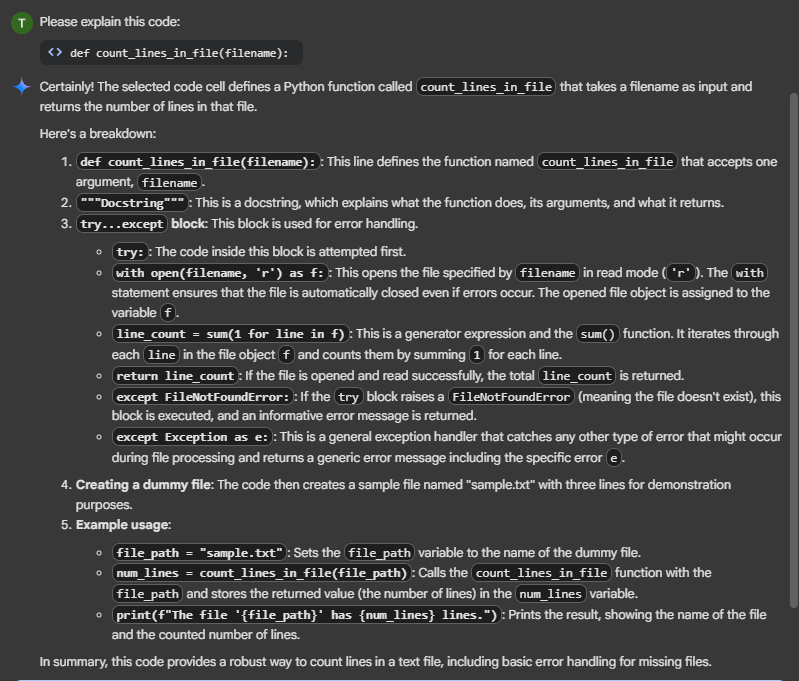 T Please explain this code:
<> def count_lines_in_file(filename):
Certainly! The selected code cell defines a Python function called count_lines_in_file that takes a filename as input and
returns the number of lines in that file.
Here's a breakdown:
1. def count_lines_in_file(filename): : This line defines the function named count_lines_in_file that accepts one
argument, filename .
2. """Docstring""" : This is a docstring, which explains what the function does, its arguments, and what it returns.
3. try...except block: This block is used for error handling.
try: : The code inside this block is attempted first.
with open(filename, 'r') as f: : This opens the file specified by filename in read mode ( 'r' ). The with
statement ensures that the file is automatically closed even if errors occur. The opened file object is assigned to the
variable f .
line_count = sum(1 for line in f) : This is a generator expression and the sum() function. It iterates through
each line in the file object f and counts them by summing 1 for each line.
return line_count : If the file is opened and read successfully, the total line_count is returned.
except FileNotFoundError: : If the try block raises a FileNotFoundError (meaning the file doesn't exist), this
block is executed, and an informative error message is returned.
except Exception as e: : This is a general exception handler that catches any other type of error that might occur
during file processing and returns a generic error message including the specific error e .
4. Creating a dummy file: The code then creates a sample file named "sample.txt" with three lines for demonstration
purposes.
5. Example usage:
file_path = "sample.txt" : Sets the file_path variable to the name of the dummy file.
num_lines = count_lines_in_file(file_path) : Calls the count_lines_in_file function with the
file_path and stores the returned value (the number of lines) in the num_lines variable.
print(f"The file '{file_path}' has {num_lines} lines.") : Prints the result, showing the name of the file
and the counted number of lines.
In summary, this code provides a robust way to count lines in a text file, including basic error handling for missing files.